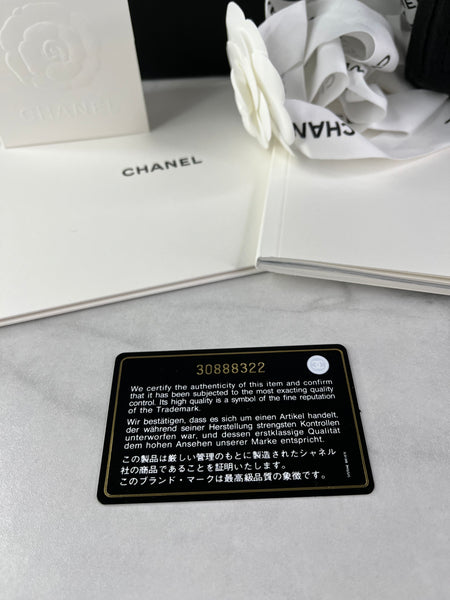 CHANEL
CHANEL
CHANEL
30888322
We certify the authenticity of this item and confirm
that it has been subjected to the most exacting quality
control. Its high quality is a symbol of the fine reputation
of the Trademark.
Wir bestätigen, dass es sich um einen Artikel handelt,
der während seiner Herstellung strengsten Kontrollen
unterworfen war, und dessen erstklassige Qualität
dem hohen Ansehen unserer Marke entspricht.
この製品は厳しい管理のもとに製造されたシャネル
社の商品であることを証明いたします。
このブランド・マークは最高級品質の象徴です。